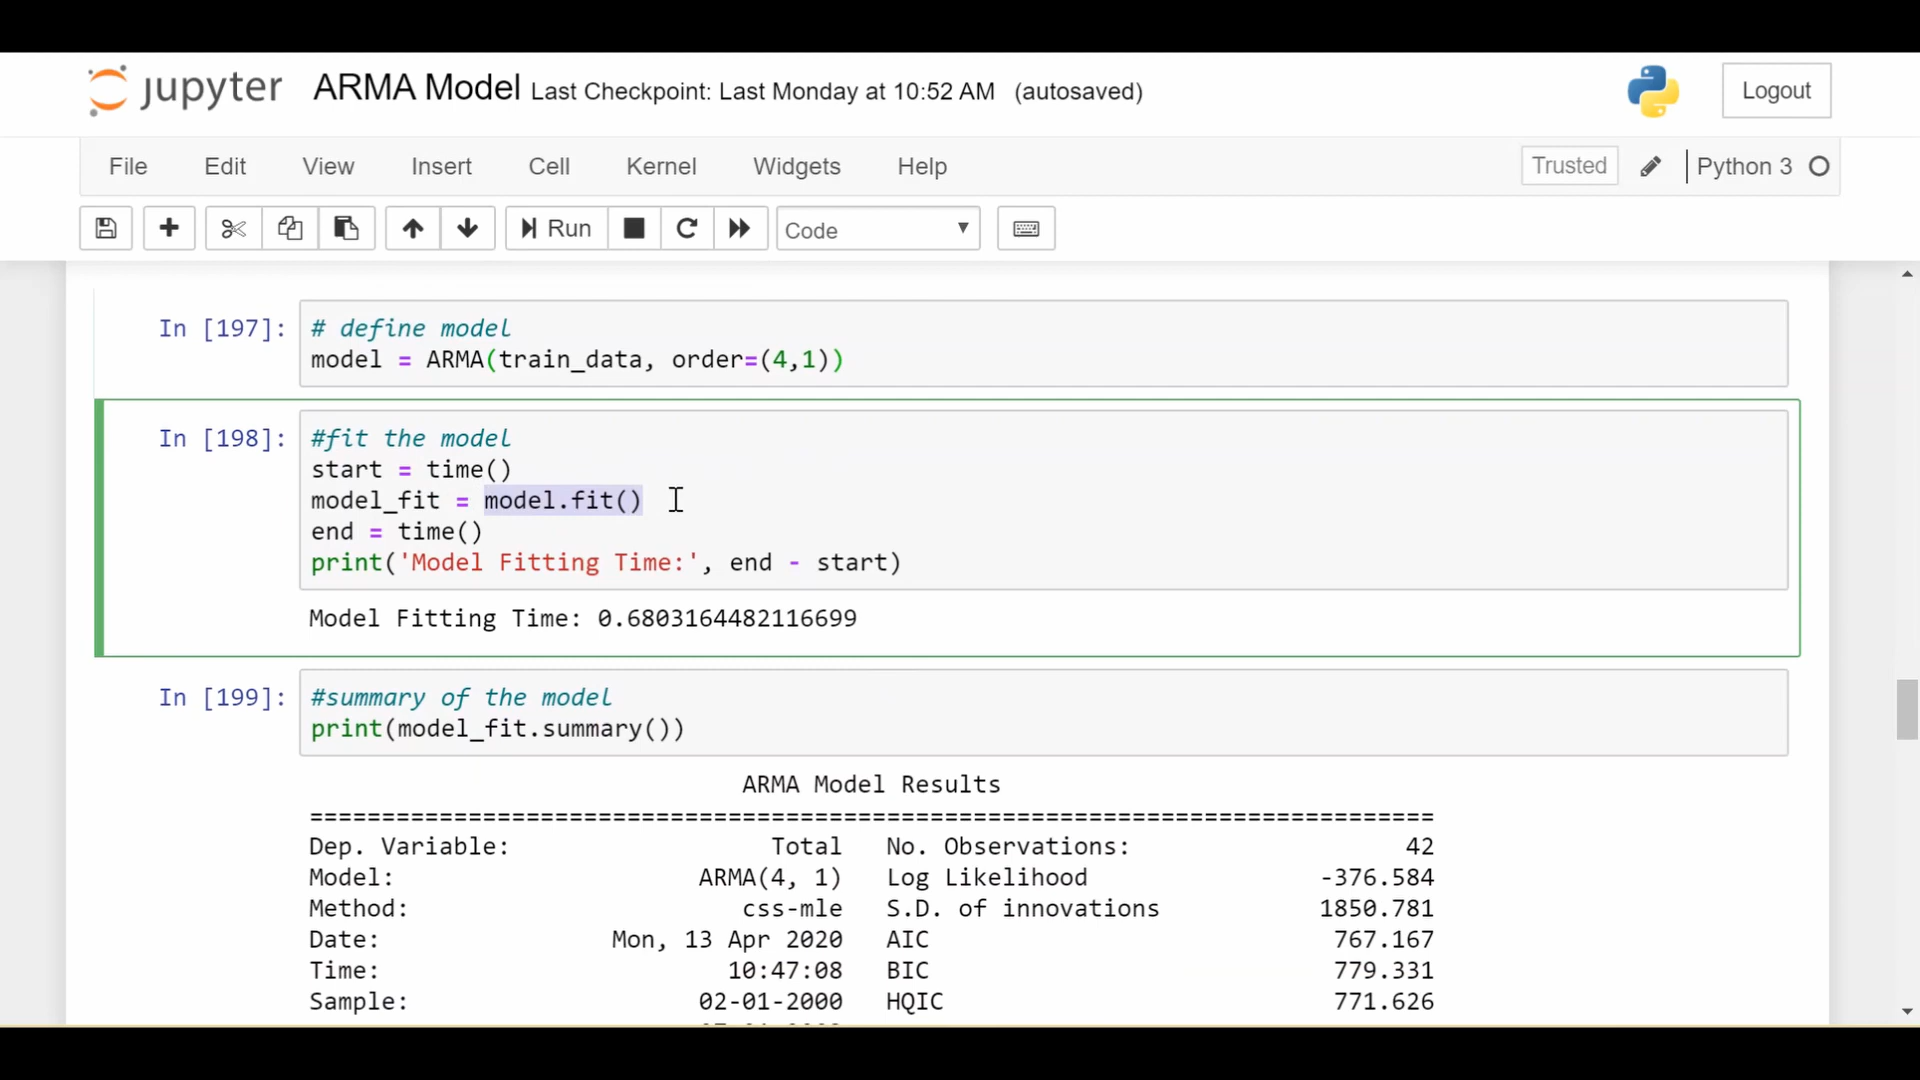 jupyter ARMA Model Last Checkpoint: Last Monday at 10:52 AM (autosaved) Logout
File Edit View Insert Cell Kernel Widgets Help Trusted Python 3
Run Code
In [197]: # define model
model = ARMA(train_data, order=(4,1))
In [198]: #fit the model
start = time()
model_fit = model.fit()
end = time()
print('Model Fitting Time:', end - start)
Model Fitting Time: 0.6803164482116699
In [199]: #summary of the model
print(model_fit.summary())
ARMA Model Results
==============================================================================
Dep. Variable: Total No. Observations: 42
Model: ARMA(4, 1) Log Likelihood -376.584
Method: css-mle S.D. of innovations 1850.781
Date: Mon, 13 Apr 2020 AIC 767.167
Time: 10:47:08 BIC 779.331
Sample: 02-01-2000 HQIC 771.626